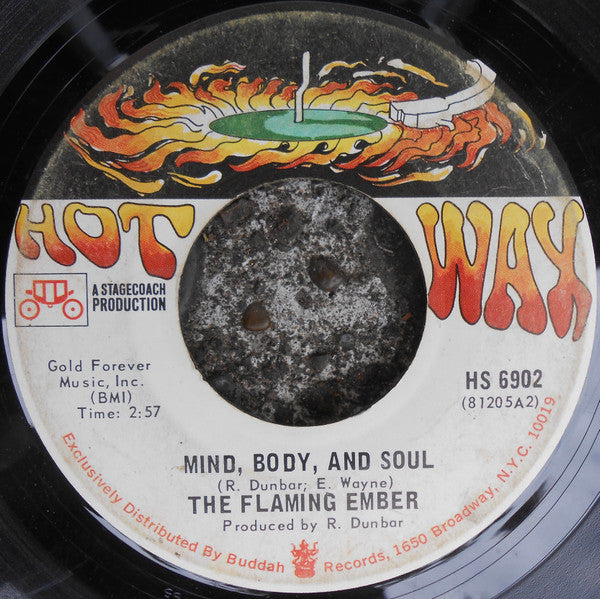 HOT WAX
A STAGECOACH
PRODUCTION
Gold Forever
Music, Inc.
(BMI)
Time: 2:57
HS 6902
(81205A2)
MIND, BODY, AND SOUL
(R. Dunbar; E. Wayne)
THE FLAMING EMBER
Produced by R. Dunbar
Exclusively Distributed By Buddah Records, 1650 Broadway, N.Y.C. 10019